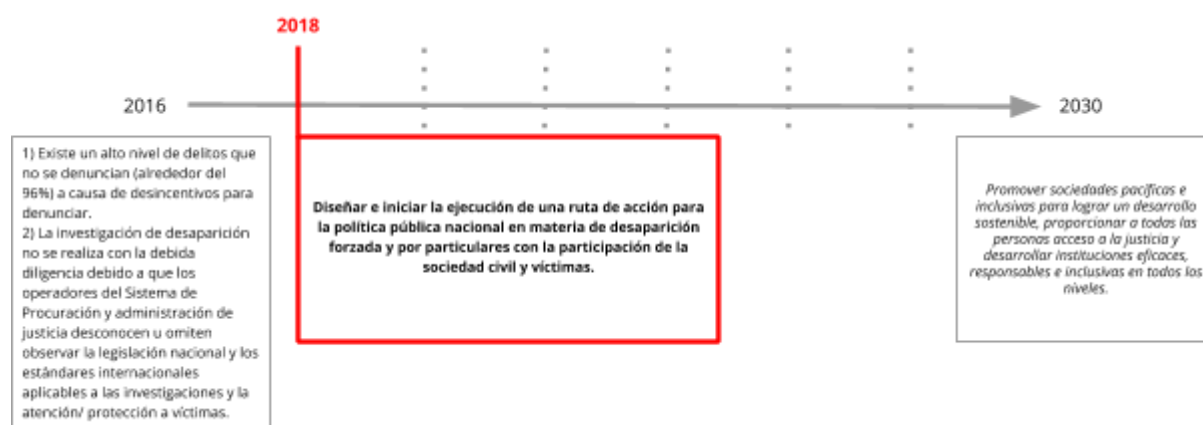 2018
2016
2030
1) Existe un alto nivel de delitos que
no se denuncian (alrededor del
96%) a causa de desincentivos para
denunciar.
2) La investigación de desaparición
no se realiza con la debida
diligencia debido a que los
operadores del Sistema de
Procuración y administración de
justicia desconocen u omiten
observar la legislación nacional y los
estándares internacionales
aplicables a las investigaciones y la
atención/ protección a víctimas.
Diseñar e iniciar la ejecución de una ruta de acción para
la política pública nacional en materia de desaparición
forzada y por particulares con la participación de la
sociedad civil y víctimas.
Promover sociedades pacíficas e
inclusivas para lograr un desarrollo
sostenible, proporcionar a todas las
personas acceso a la justicia y
desarrollar instituciones eficaces,
responsables e inclusivas en todos los
niveles.